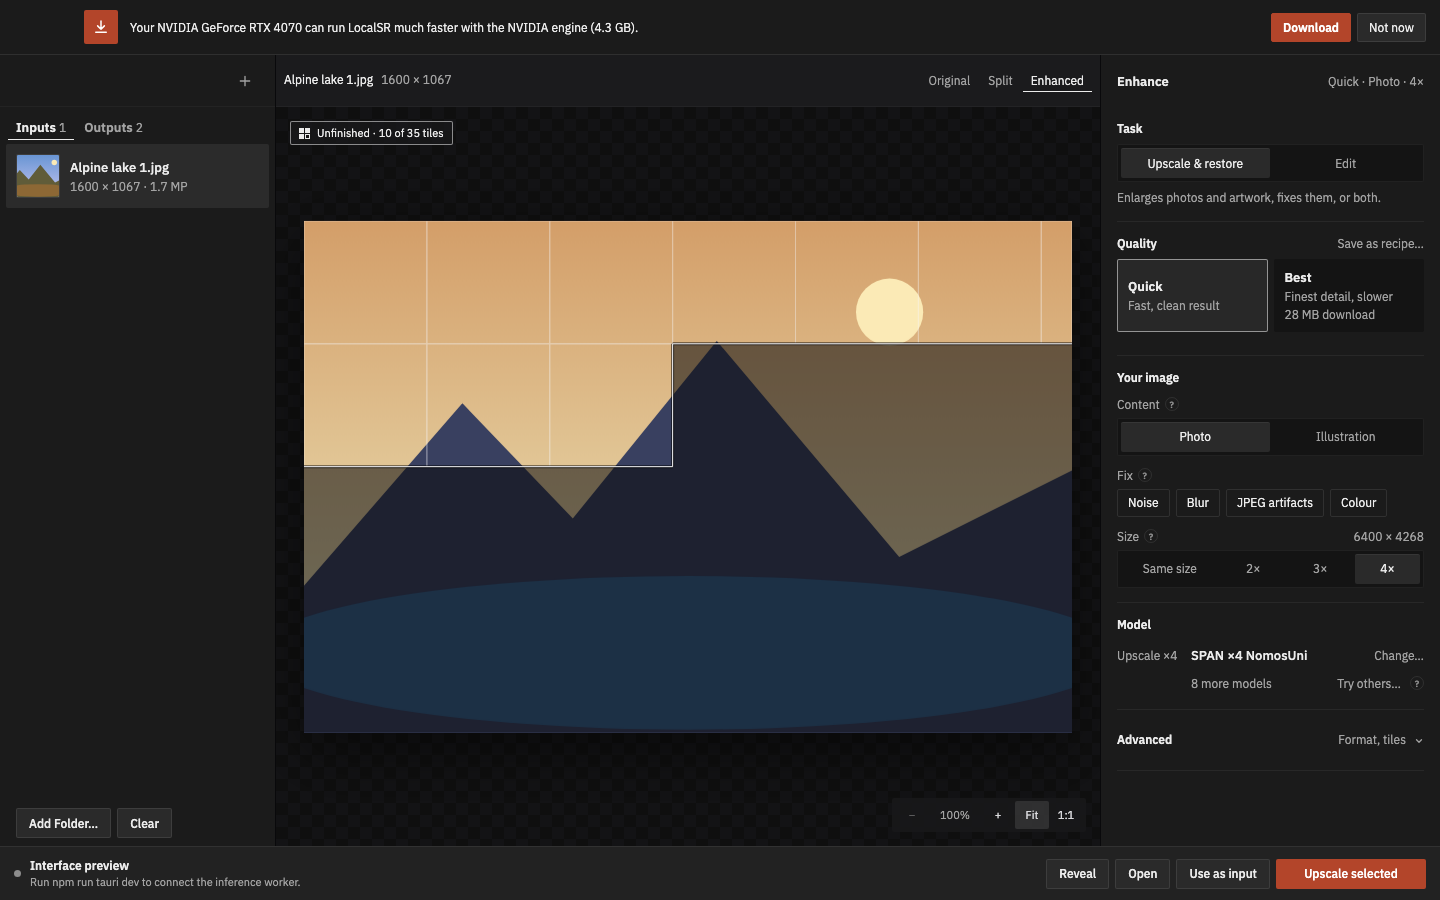 Your NVIDIA GeForce RTX 4070 can run LocalSR much faster with the NVIDIA engine (4.3 GB).
Download
Not now
Inputs 1
Outputs 2
Alpine lake 1.jpg
1600 × 1067 · 1.7 MP
Add Folder...
Clear
Alpine lake 1.jpg 1600 × 1067
Original
Split
Enhanced
Unfinished · 10 of 35 tiles
− 100% +
Fit
1:1
Enhance
Quick · Photo · 4×
Task
Upscale & restore
Edit
Enlarges photos and artwork, fixes them, or both.
Quality
Save as recipe...
Quick
Fast, clean result
Best
Finest detail, slower
28 MB download
Your image
Content ?
Photo
Illustration
Fix ?
Noise
Blur
JPEG artifacts
Colour
Size ?
6400 × 4268
Same size
2×
3×
4×
Model
Upscale ×4
SPAN ×4 NomosUni
Change...
8 more models
Try others... ?
Advanced
Format, tiles
Interface preview
Run npm run tauri dev to connect the inference worker.
Reveal
Open
Use as input
Upscale selected